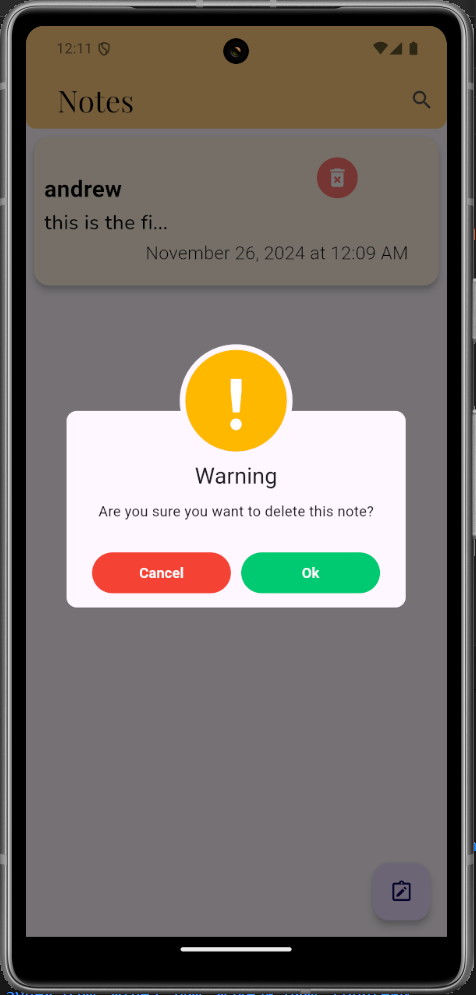 12:11
Notes
andrew
this is the fi...
November 26, 2024 at 12:09 AM
!
Warning
Are you sure you want to delete this note?
Cancel
Ok